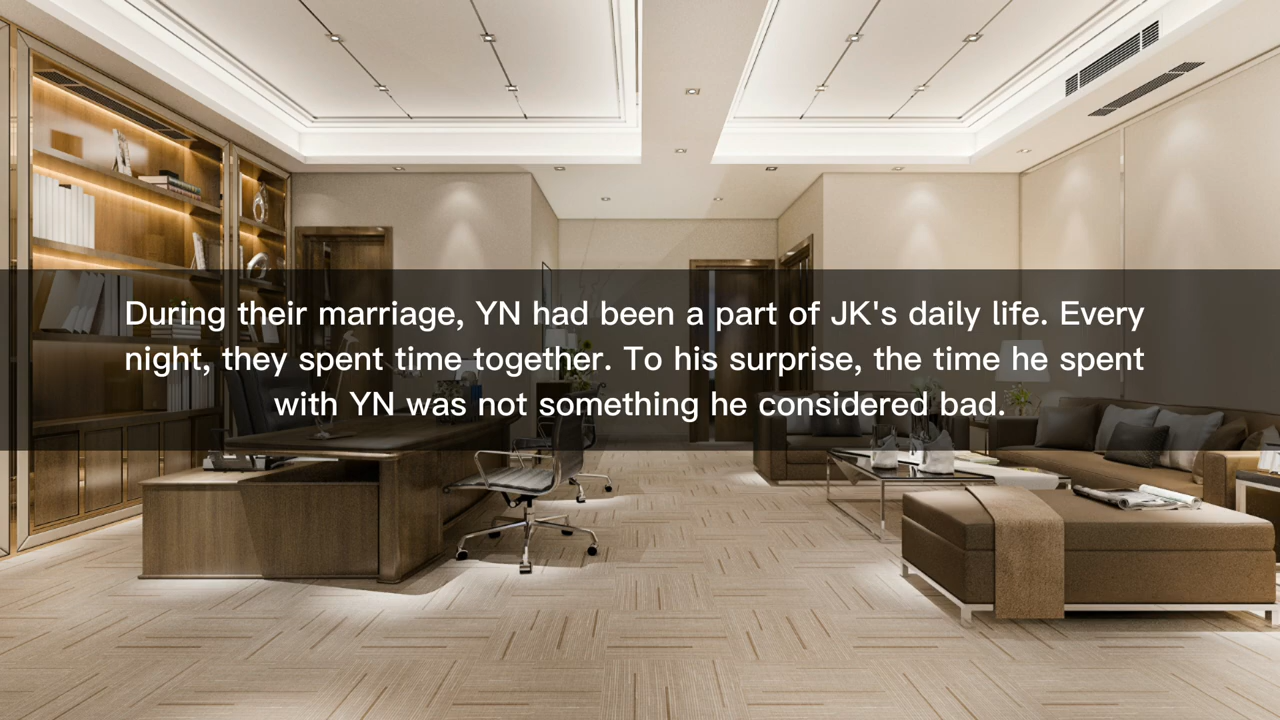 During their marriage, YN had been a part of JK's daily life. Every
night, they spent time together. To his surprise, the time he spent
with YN was not something he considered bad.